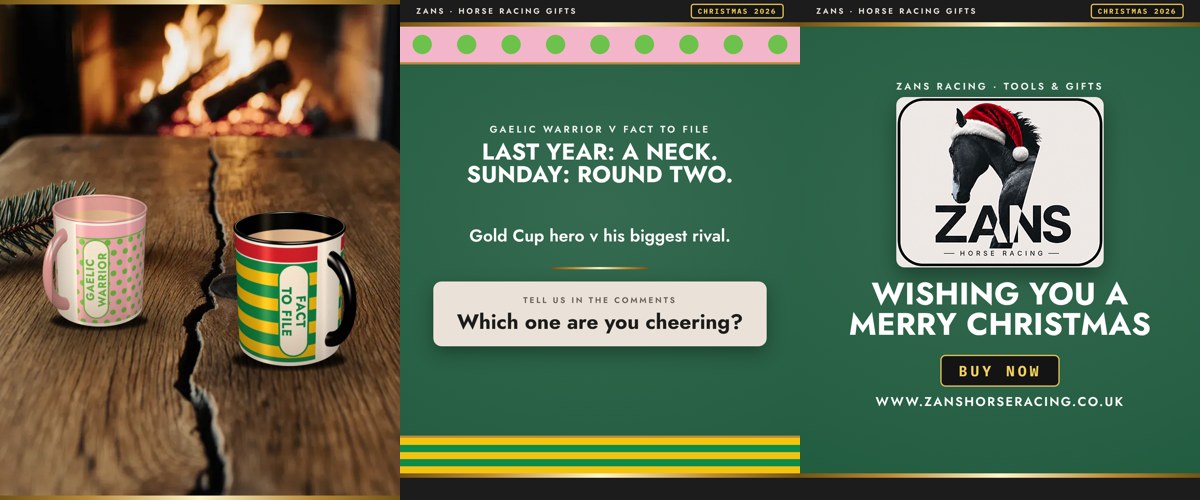 GAELIC
WARRIOR
FACT
TO FILE
ZANS · HORSE RACING GIFTS
CHRISTMAS 2026
GAELIC WARRIOR V FACT TO FILE
LAST YEAR: A NECK.
SUNDAY: ROUND TWO.
Gold Cup hero v his biggest rival.
TELL US IN THE COMMENTS
Which one are you cheering?
ZANS · HORSE RACING GIFTS
CHRISTMAS 2026
ZANS RACING · TOOLS & GIFTS
ZANS
HORSE RACING
WISHING YOU A
MERRY CHRISTMAS
BUY NOW
WWW.ZANSHORSERACING.CO.UK